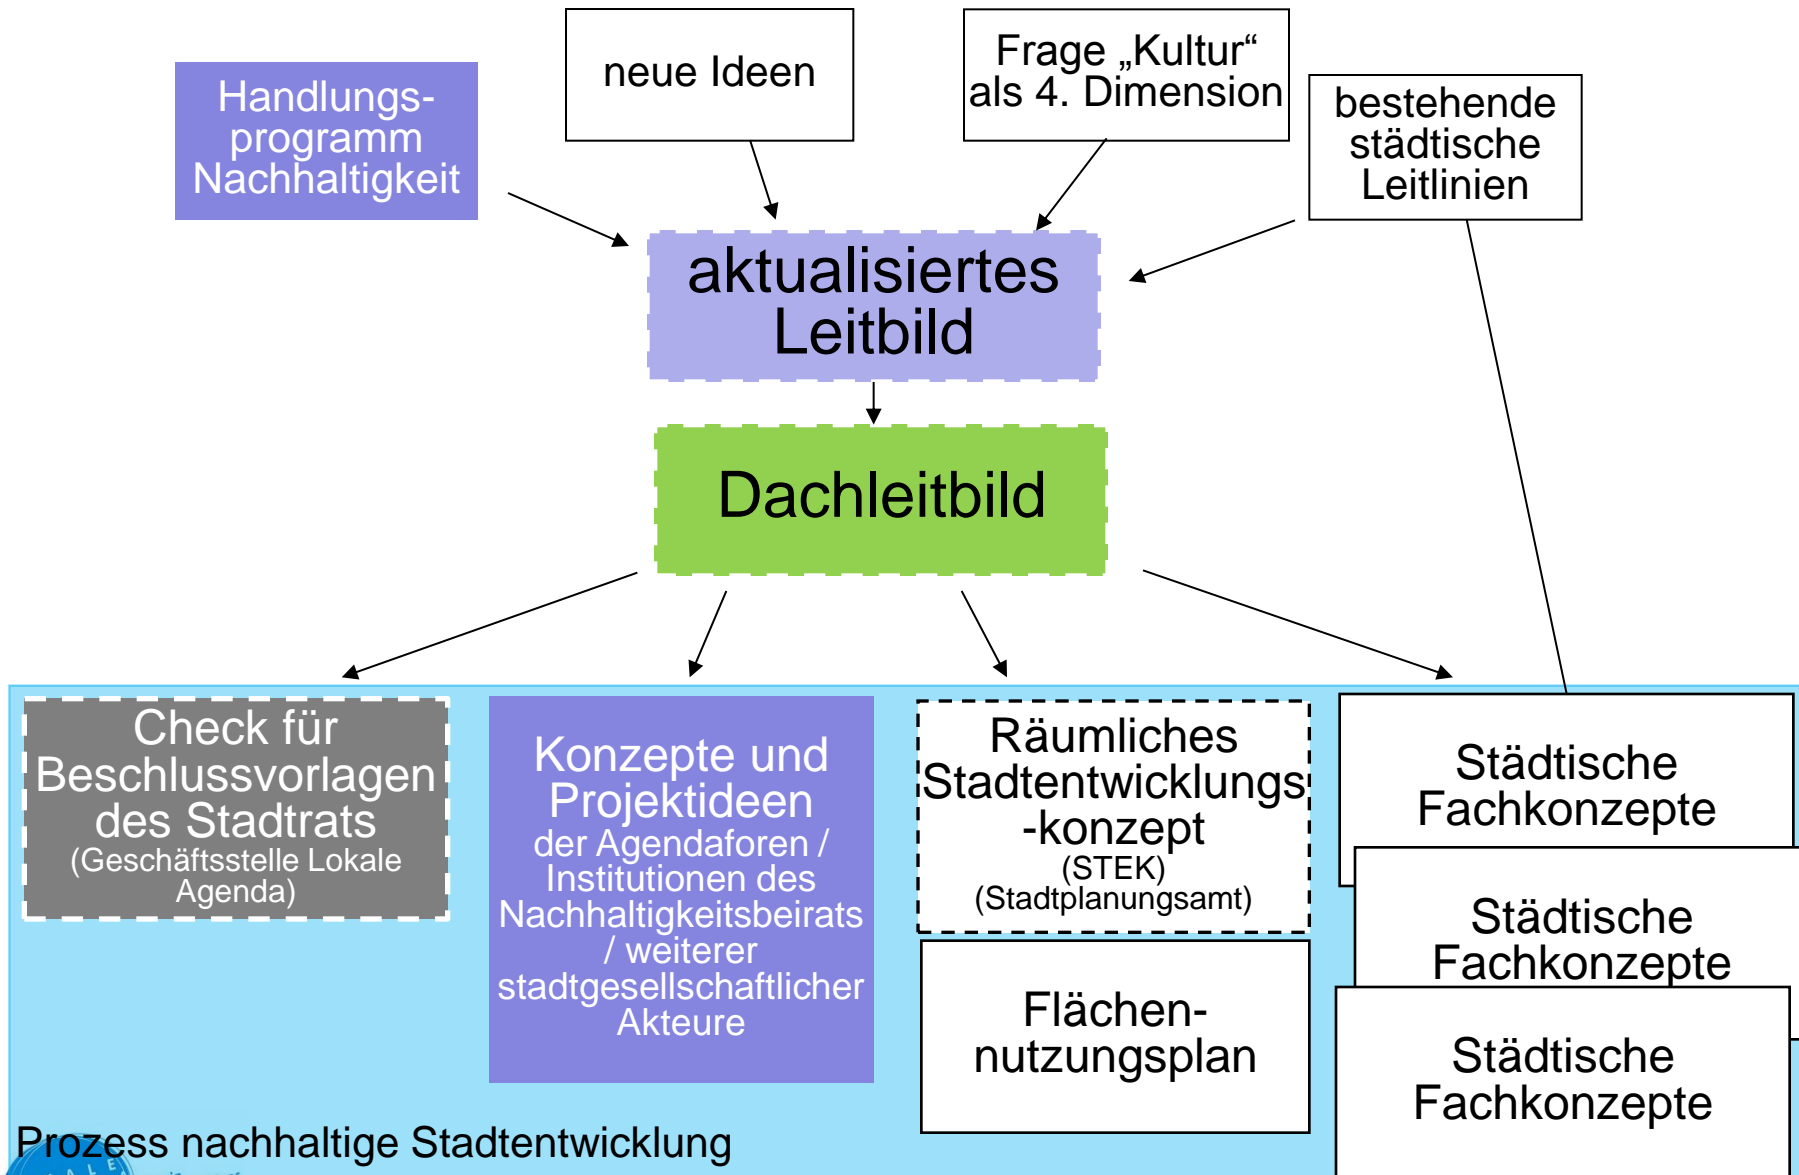 neue Ideen
Frage „Kultur“
als 4. Dimension
Handlungs-
programm
Nachhaltigkeit
bestehende
städtische
Leitlinien
aktualisiertes
Leitbild
Dachleitbild
Check für
Beschlussvorlagen
des Stadtrats
(Geschäftsstelle Lokale
Agenda)
Konzepte und
Projektideen
der Agendaforen /
Institutionen des
Nachhaltigkeitsbeirats
/ weiterer
stadtgesellschaftlicher
Akteure
Räumliches
Stadtentwicklungs
-konzept
(STEK)
(Stadtplanungsamt)
Flächen-
nutzungsplan
Städtische
Fachkonzepte
Städtische
Fachkonzepte
Städtische
Fachkonzepte
Prozess nachhaltige Stadtentwicklung